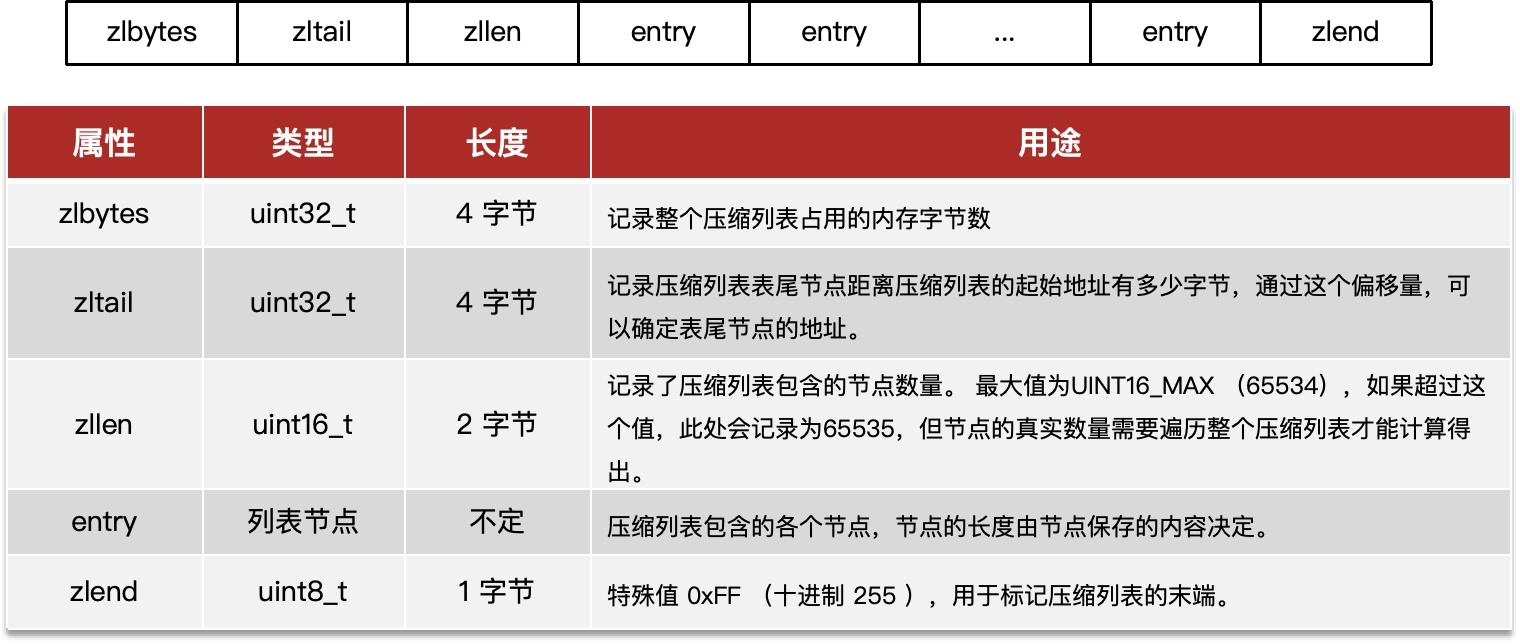 zlbytes zltail zllen entry entry ... entry zlend
属性 类型 长度 用途
zlbytes uint32_t 4 字节 记录整个压缩列表占用的内存字节数
zltail uint32_t 4 字节 记录压缩列表表尾节点距离压缩列表的起始地址有多少字节，通过这个偏移量，可
以确定表尾节点的地址。
zllen uint16_t 2 字节 记录了压缩列表包含的节点数量。 最大值为UINT16_MAX （65534），如果超过这
个值，此处会记录为65535，但节点的真实数量需要遍历整个压缩列表才能计算得
出。
entry 列表节点 不定 压缩列表包含的各个节点，节点的长度由节点保存的内容决定。
zlend uint8_t 1 字节 特殊值 0xFF （十进制 255 ），用于标记压缩列表的末端。